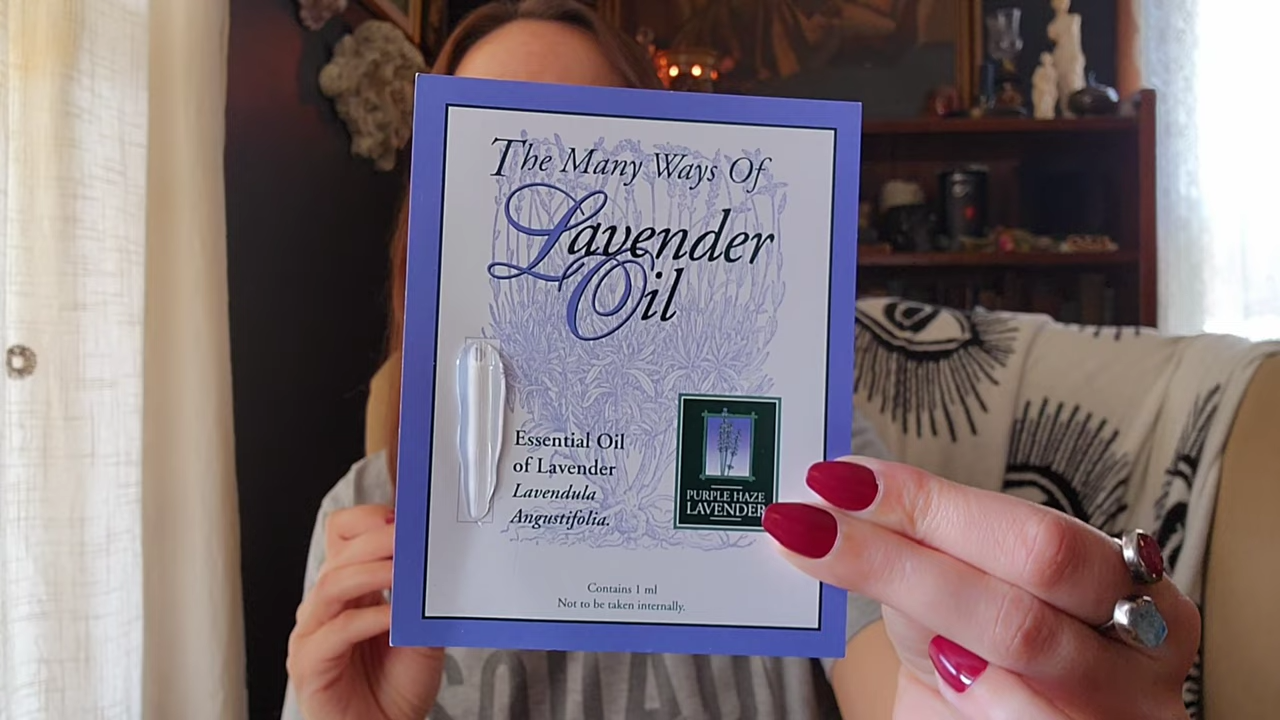 The Many Ways Of
Lavender
Oil
Essential Oil
of Lavender
Lavendula
Angustifolia.
PURPLE HAZE
LAVENDER
Contains 1 ml
Not to be taken internally.